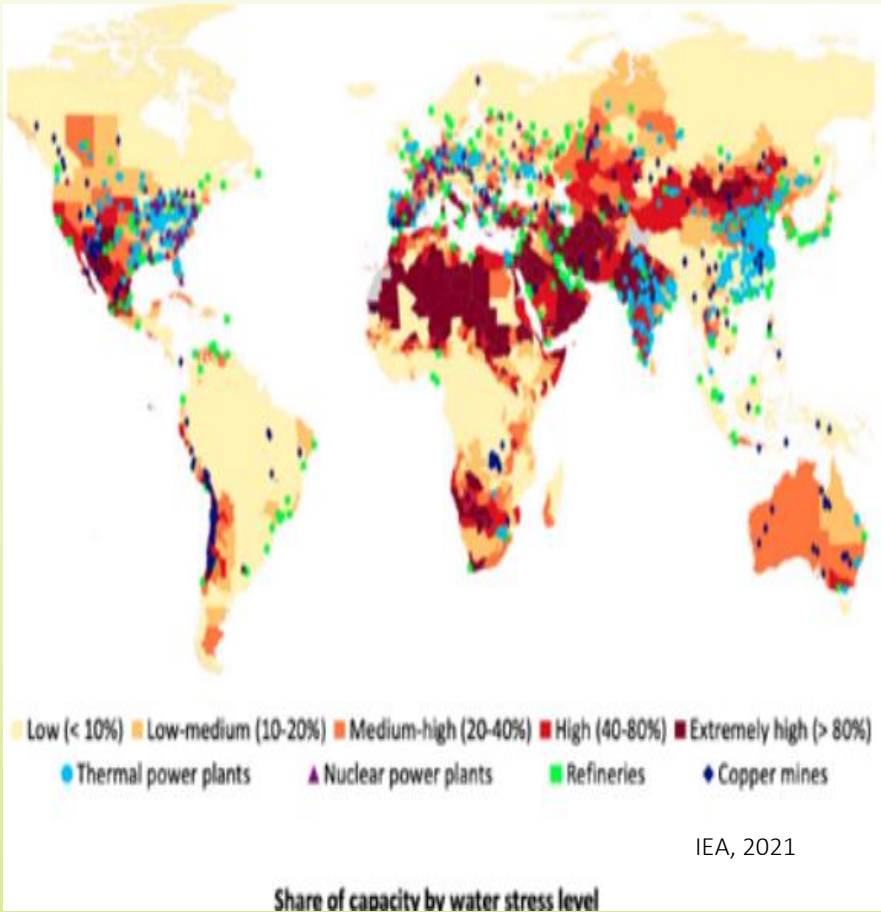 Low (< 10%) Low-medium (10-20%) Medium-high (20-40%) High (40-80%) Extremely high (> 80%)
Thermal power plants Nuclear power plants Refineries Copper mines
IEA, 2021
Share of capacity by water stress level